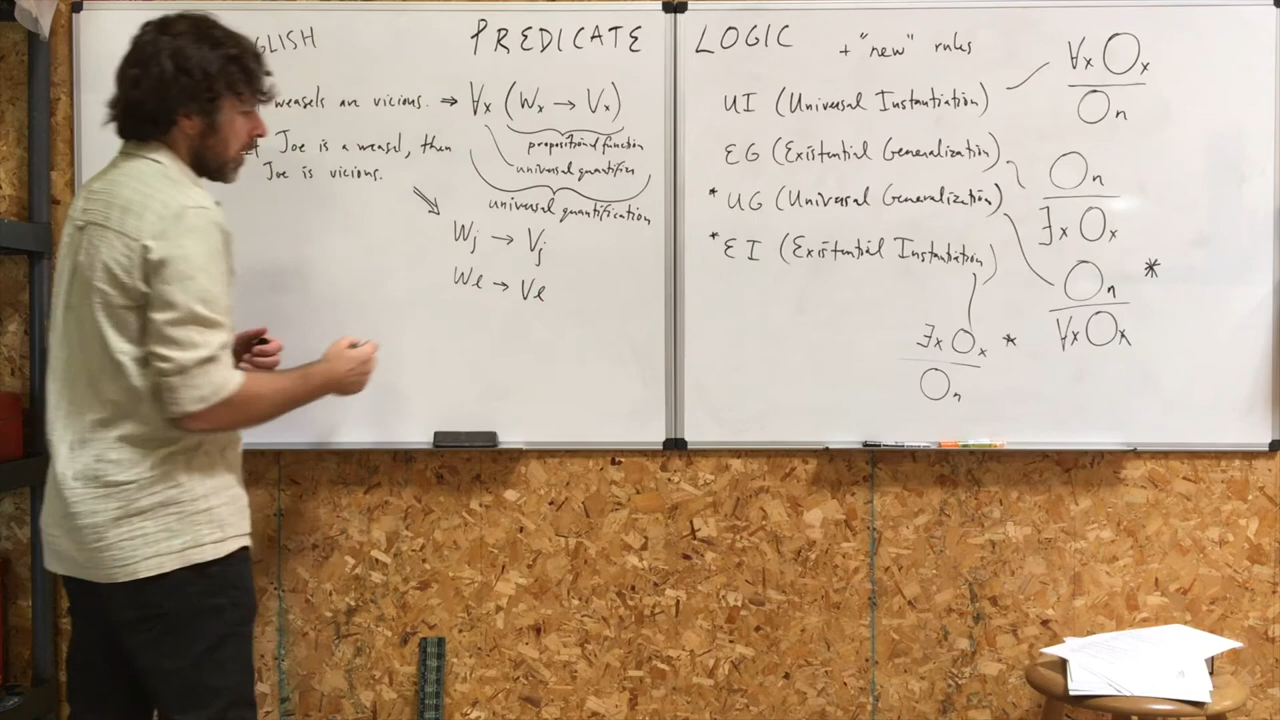 GLISH
weasels are vicious. ⇒ ∀x (Wx → Vx)
If Joe is a weasel, then
Joe is vicious.
propositional function
universal quantifier
universal quantification
⇒
Wj → Vj
We → Ve
PREDICATE LOGIC
+ "new" rules
UI (Universal Instantiation)
∀x Ox
On
EG (Existential Generalization)
On
∃x Ox
* UG (Universal Generalization)
On *
∀x Ox
* EI (Existential Instantiation)
∃x Ox *
On